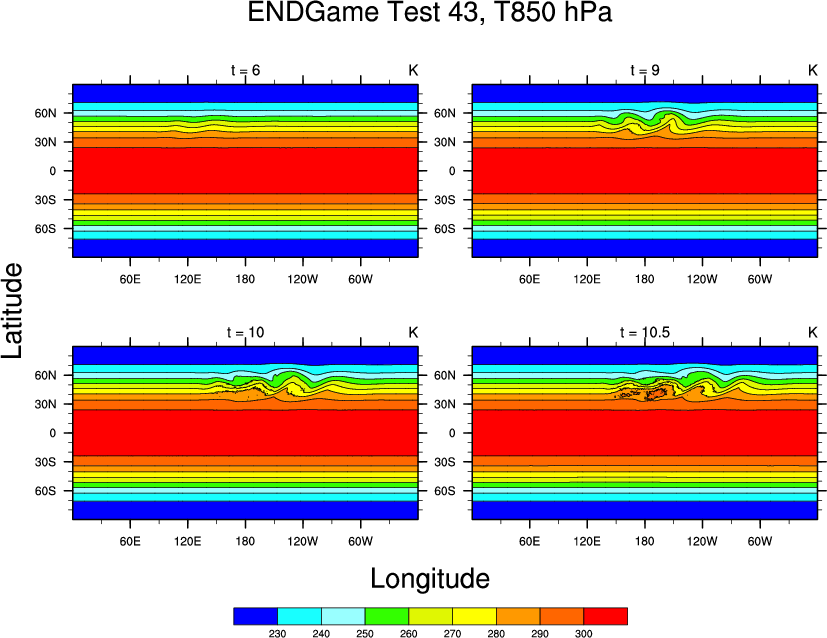 ENDGame Test 43, T850 hPa
t = 6 K
t = 9 K
60N
30N
0
30S
60S
60N
30N
0
30S
60S
60E 120E 180 120W 60W
60E 120E 180 120W 60W
Latitude
t = 10 K
t = 10.5 K
60N
30N
0
30S
60S
60N
30N
0
30S
60S
60E 120E 180 120W 60W
60E 120E 180 120W 60W
Longitude
230 240 250 260 270 280 290 300